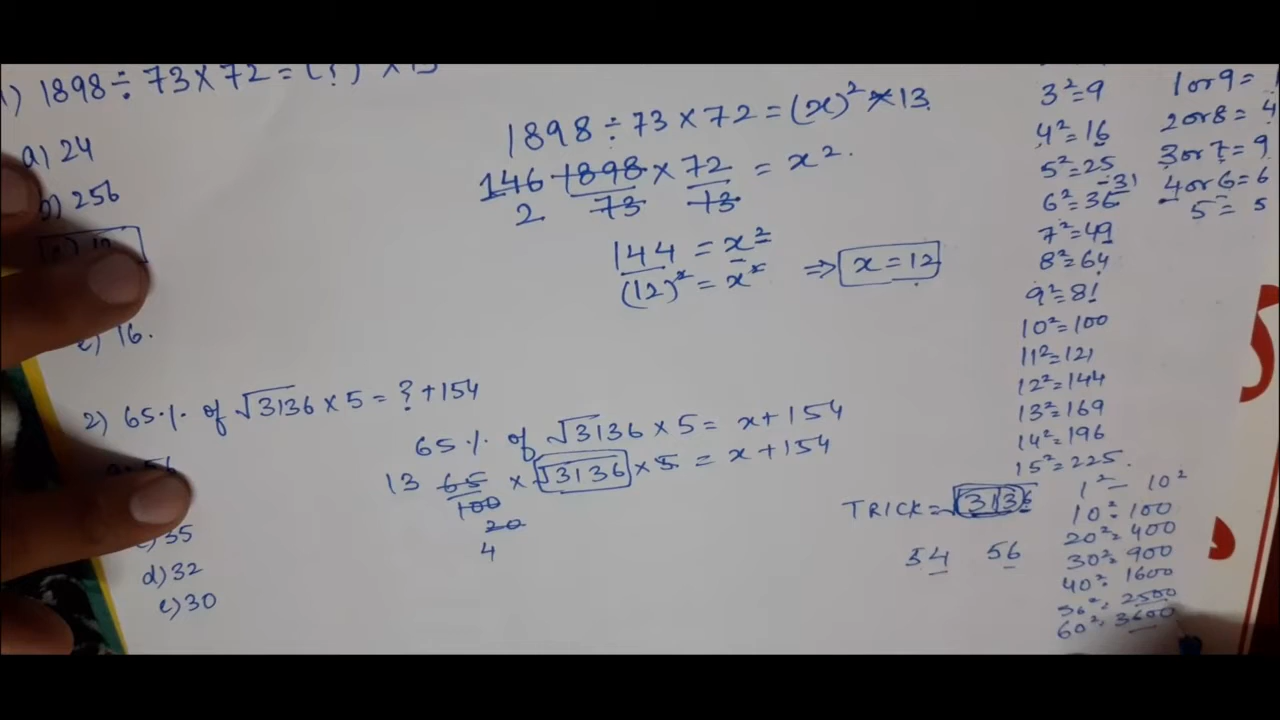 1898 ÷ 73 × 72 = (?) × 13
a) 24
b) 256
e) 16.
1898 ÷ 73 × 72 = (x)² × 13
146 1898 × 72 = x².
2 73 13
144 = x²
(12)² = x² ⇒ x = 12
2) 65% of √3136 × 5 = ? + 154
35
d) 32
e) 30
65% of √3136 × 5 = x + 154
13 65 × √3136 × 5 = x + 154
100
20
4
TRICK = √3136
54 56
3² = 9
4² = 16
5² = 25
6² = 36
7² = 49
8² = 64
9² = 81
10² = 100
11² = 121
12² = 144
13² = 169
14² = 196
15² = 225.
1² — 10²
10² = 100
20² = 400
30² = 900
40² = 1600
50² = 2500
60² = 3600
1 or 9 = 1
2 or 8 = 4
3 or 7 = 9
4 or 6 = 6
5² = 5